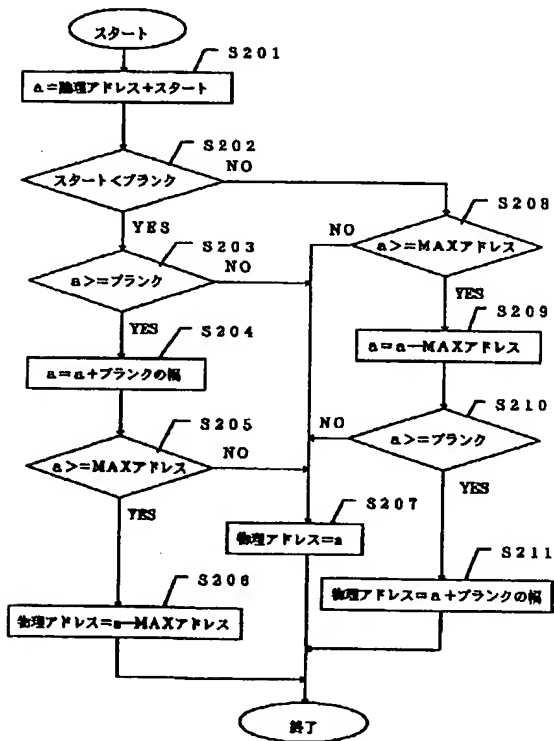 スタート
S201
a=論理アドレス+スタート
S202
スタート<ブランク
NO
YES
S203
a>=ブランク
NO
YES
S204
a=a+ブランクの幅
S205
a>=MAXアドレス
NO
YES
S206
物理アドレス=a-MAXアドレス
S207
物理アドレス=a
S208
NO
a>=MAXアドレス
YES
S209
a=a-MAXアドレス
S210
NO
a>=ブランク
YES
S211
物理アドレス=a+ブランクの幅
終了